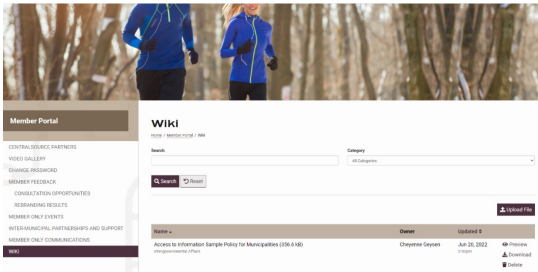 Member Portal
CENTRALSOURCE PARTNERS
VIDEO GALLERY
CHANGE PASSWORD
MEMBER FEEDBACK
CONSULTATION OPPORTUNITIES
REBRANDING RESULTS
MEMBER ONLY EVENTS
INTER-MUNICIPAL PARTNERSHIPS AND SUPPORT
MEMBER ONLY COMMUNICATIONS
WIKI
Wiki
Home / Member Portal / Wiki
Search
Category
All Categories
Search Reset
Upload File
Name Owner Updated
Access to Information Sample Policy for Municipalities (356.6 kB) Cheyenne Geysen Jun 20, 2022 Preview
Intergovernmental Affairs
Download
Delete